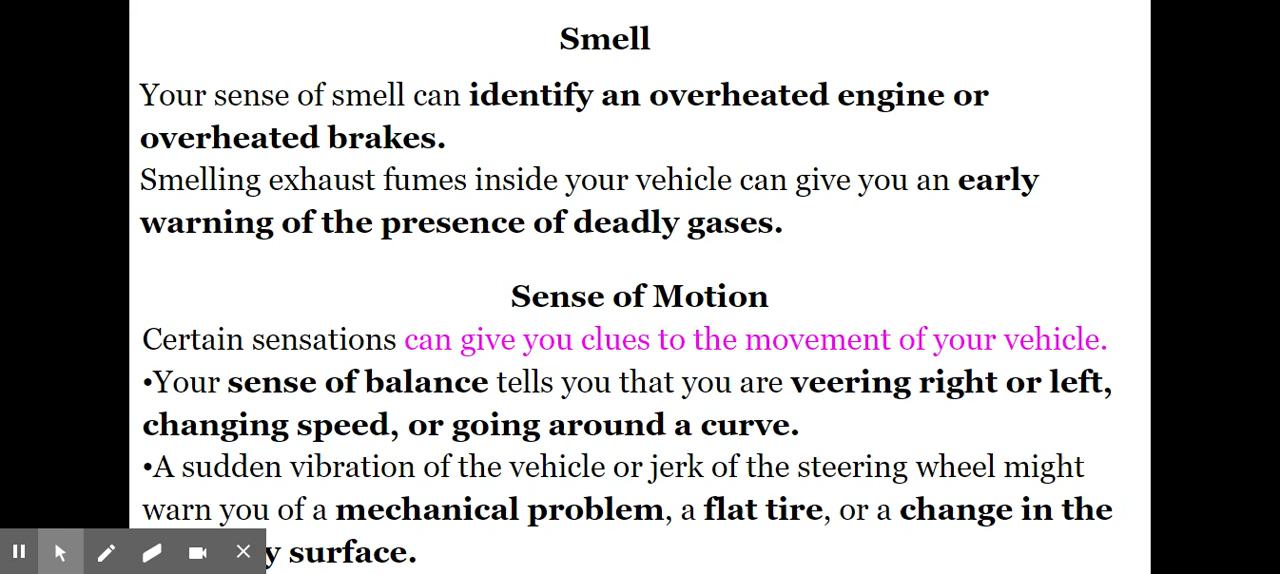 Smell
Your sense of smell can identify an overheated engine or
overheated brakes.
Smelling exhaust fumes inside your vehicle can give you an early
warning of the presence of deadly gases.
Sense of Motion
Certain sensations can give you clues to the movement of your vehicle.
•Your sense of balance tells you that you are veering right or left,
changing speed, or going around a curve.
•A sudden vibration of the vehicle or jerk of the steering wheel might
warn you of a mechanical problem, a flat tire, or a change in the
surface.